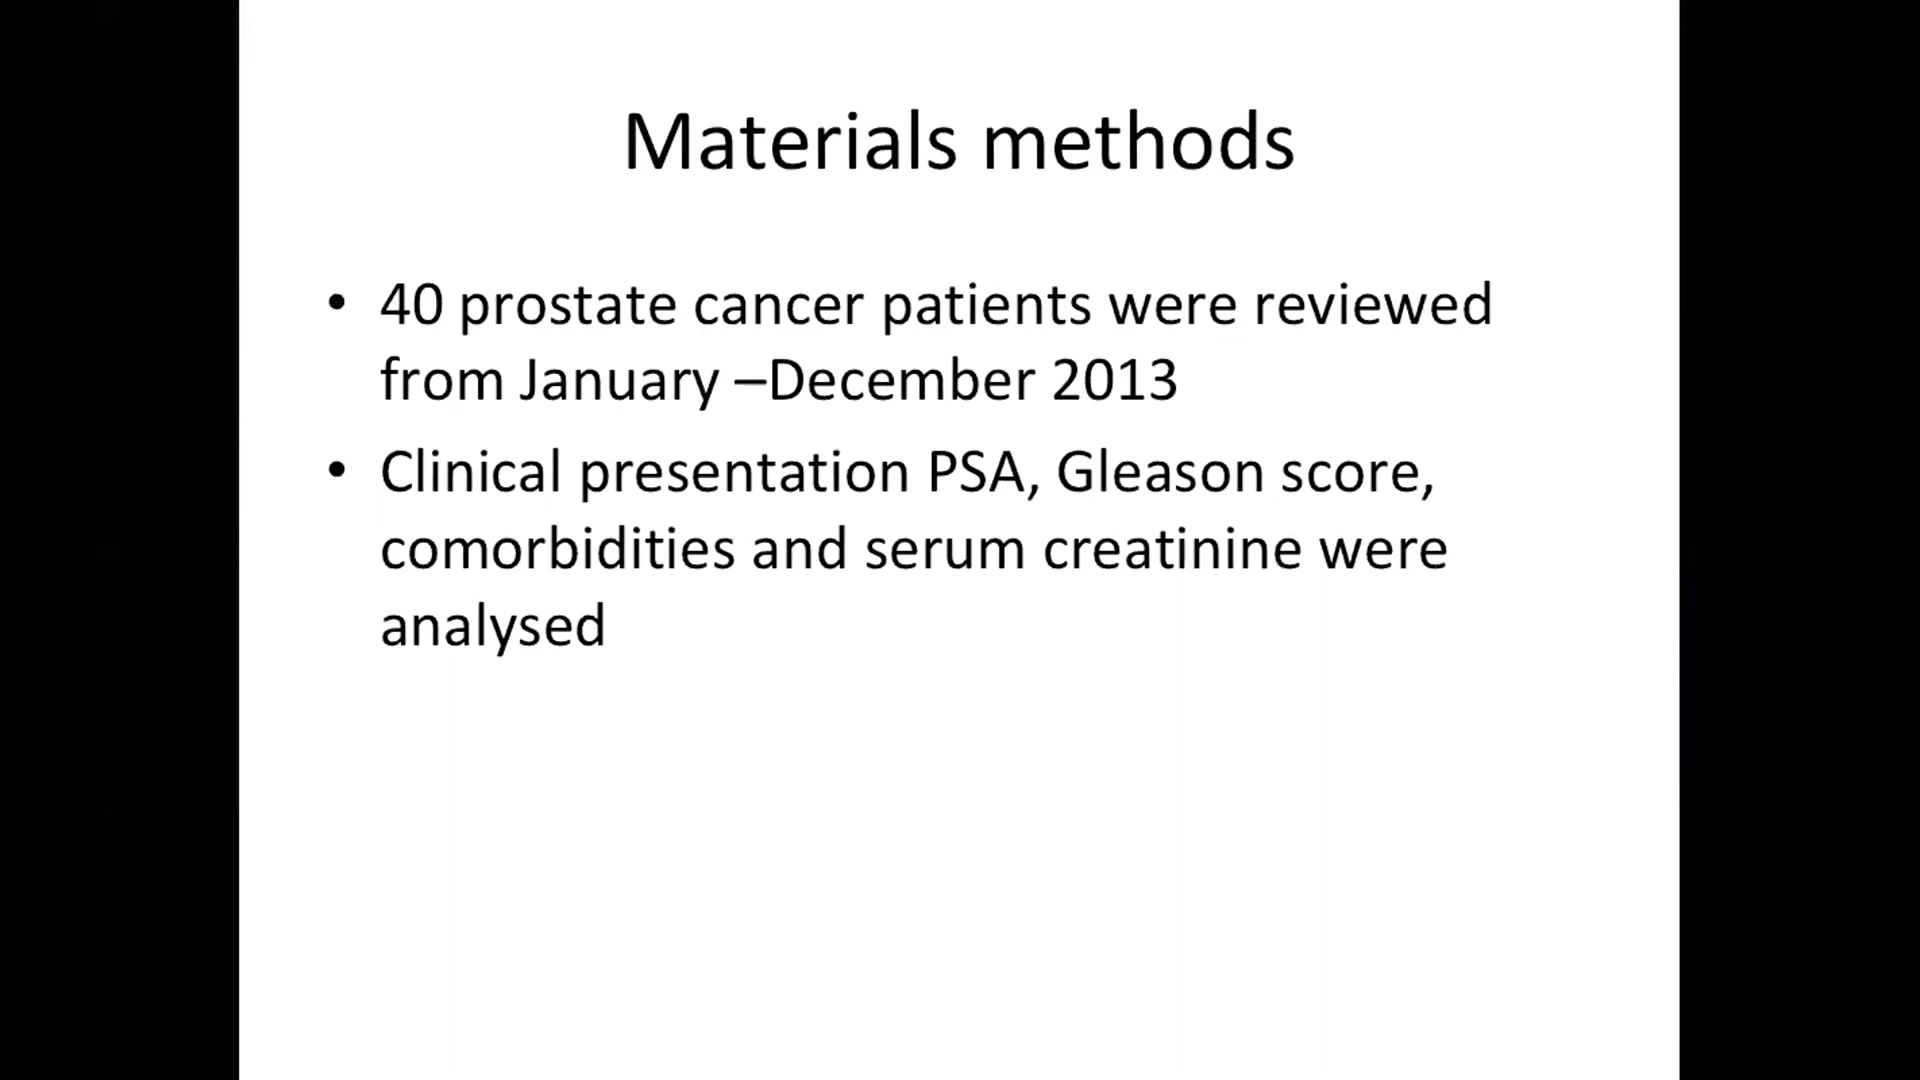 Materials methods
• 40 prostate cancer patients were reviewed
from January –December 2013
• Clinical presentation PSA, Gleason score,
comorbidities and serum creatinine were
analysed